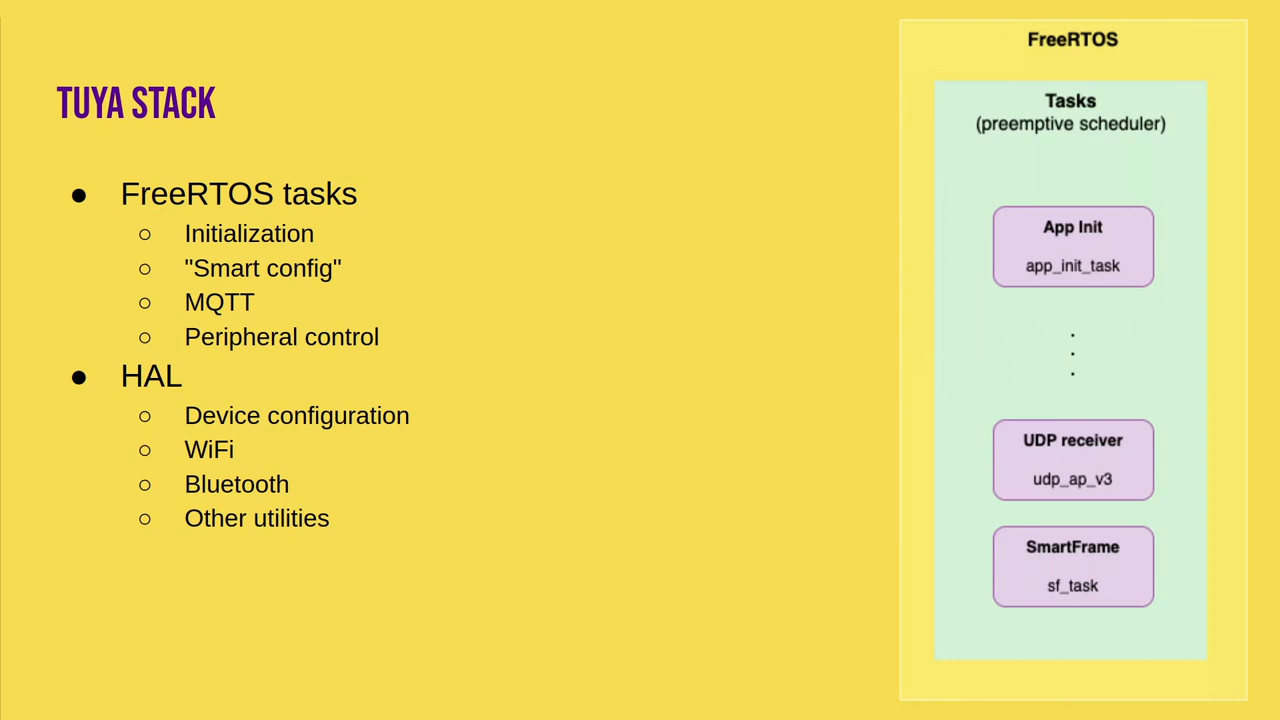 TUYA STACK
● FreeRTOS tasks
○ Initialization
○ "Smart config"
○ MQTT
○ Peripheral control
● HAL
○ Device configuration
○ WiFi
○ Bluetooth
○ Other utilities
FreeRTOS
Tasks
(preemptive scheduler)
App Init
app_init_task
.
.
.
UDP receiver
udp_ap_v3
SmartFrame
sf_task